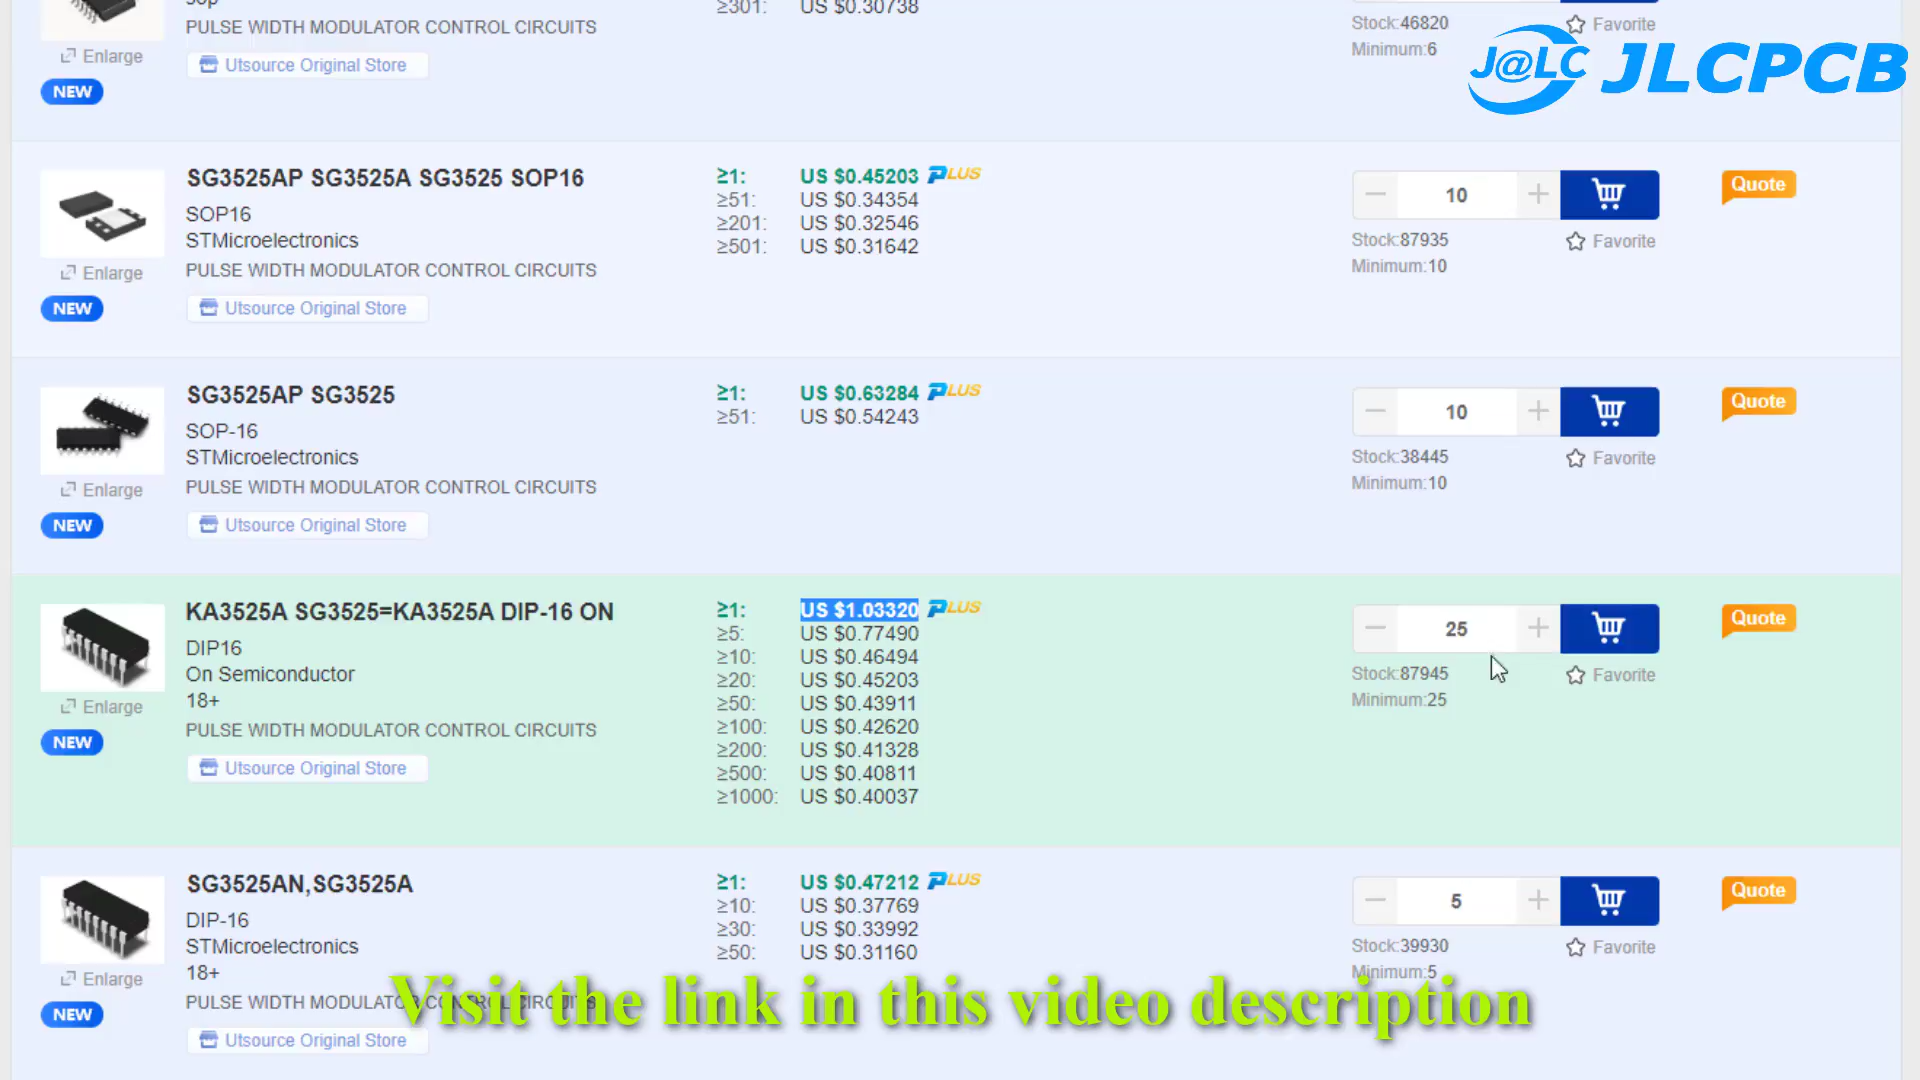 sop
≥301: US $0.30738
PULSE WIDTH MODULATOR CONTROL CIRCUITS
Enlarge
Utsource Original Store
NEW
Stock:46820
Favorite
Minimum:6
J@LC JLCPCB
SG3525AP SG3525A SG3525 SOP16
SOP16
STMicroelectronics
PULSE WIDTH MODULATOR CONTROL CIRCUITS
Enlarge
NEW
Utsource Original Store
≥1: US $0.45203 PLUS
≥51: US $0.34354
≥201: US $0.32546
≥501: US $0.31642
10
Stock:87935
Favorite
Minimum:10
Quote
SG3525AP SG3525
SOP-16
STMicroelectronics
PULSE WIDTH MODULATOR CONTROL CIRCUITS
Enlarge
NEW
Utsource Original Store
≥1: US $0.63284 PLUS
≥51: US $0.54243
10
Stock:38445
Favorite
Minimum:10
Quote
KA3525A SG3525=KA3525A DIP-16 ON
DIP16
On Semiconductor
18+
PULSE WIDTH MODULATOR CONTROL CIRCUITS
Enlarge
NEW
Utsource Original Store
≥1: US $1.03320 PLUS
≥5: US $0.77490
≥10: US $0.46494
≥20: US $0.45203
≥50: US $0.43911
≥100: US $0.42620
≥200: US $0.41328
≥500: US $0.40811
≥1000: US $0.40037
25
Stock:87945
Favorite
Minimum:25
Quote
SG3525AN,SG3525A
DIP-16
STMicroelectronics
18+
PULSE WIDTH MODULATOR CONTROL CIRCUITS
Enlarge
NEW
Utsource Original Store
≥1: US $0.47212 PLUS
≥10: US $0.37769
≥30: US $0.33992
≥50: US $0.31160
5
Stock:39930
Favorite
Minimum:5
Quote
Visit the link in this video description